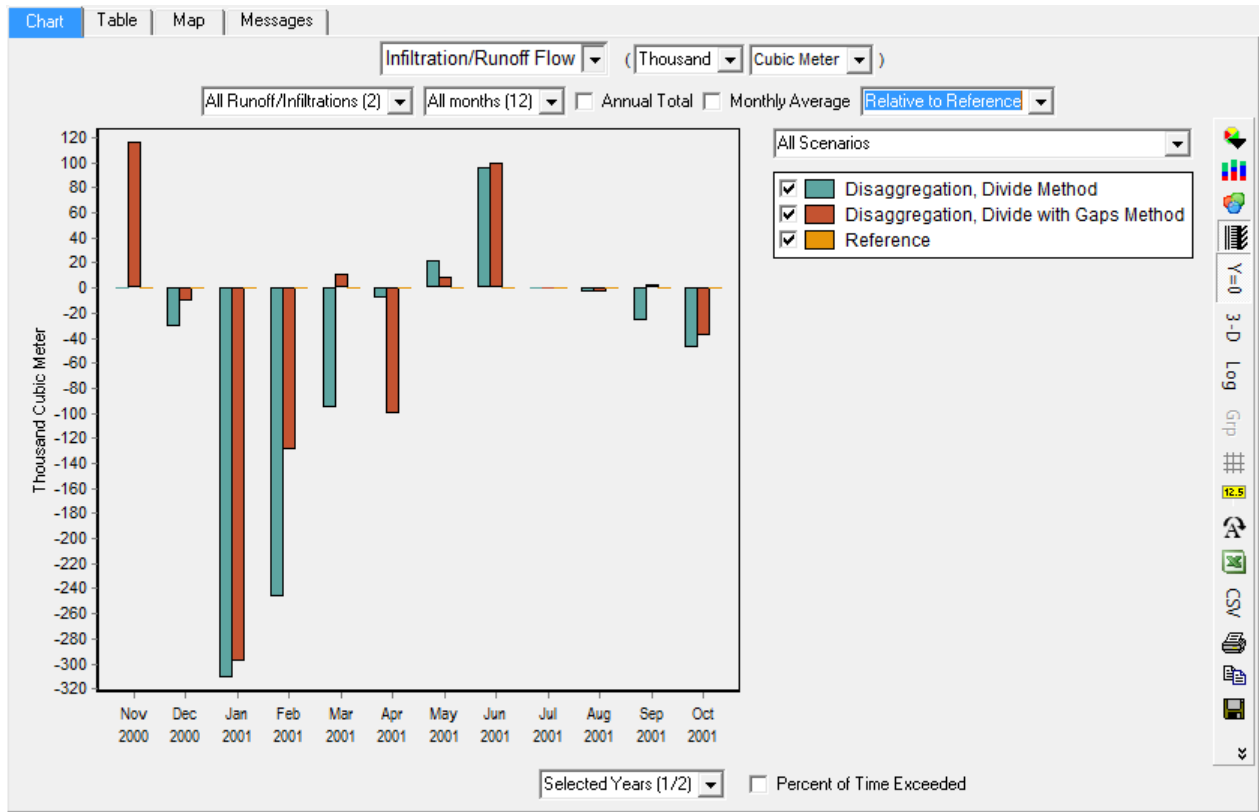 Chart Table Map Messages
Infiltration/Runoff Flow ( Thousand Cubic Meter )
All Runoff/Infiltrations (2) All months (12) Annual Total Monthly Average Relative to Reference
All Scenarios
Disaggregation, Divide Method
Disaggregation, Divide with Gaps Method
Reference
Thousand Cubic Meter
120
100
80
60
40
20
0
-20
-40
-60
-80
-100
-120
-140
-160
-180
-200
-220
-240
-260
-280
-300
-320
Nov Dec Jan Feb Mar Apr May Jun Jul Aug Sep Oct
2000 2000 2001 2001 2001 2001 2001 2001 2001 2001 2001 2001
Selected Years (1/2) Percent of Time Exceeded
Y=0
3-D
Log
Grp
12.5
A
CSV